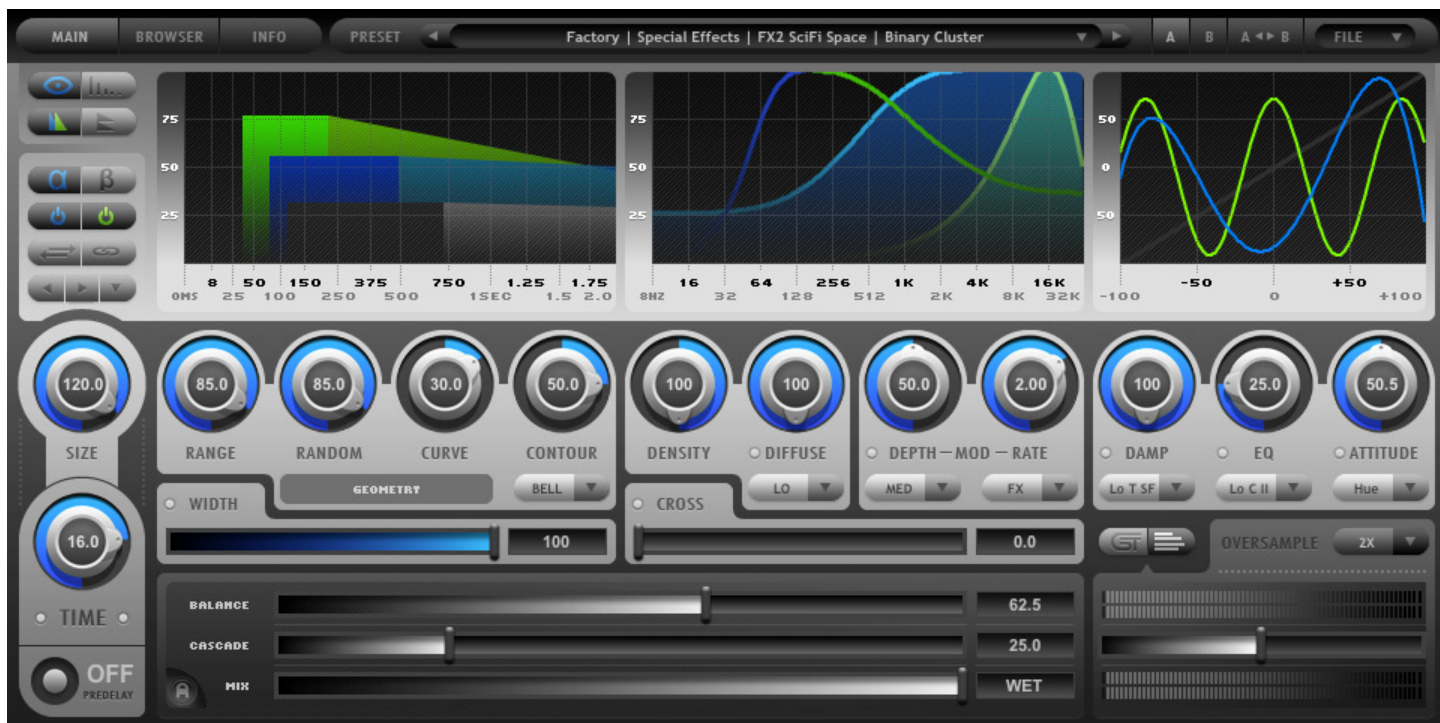 MAIN BROWSER INFO PRESET Factory | Special Effects | FX2 SciFi Space | Binary Cluster A B A B FILE
75 75 50
50 50 0
25 25 50
8 50 150 375 750 1.25 1.75 16 64 256 1K 4K 16K -50 +50
0MS 25 100 250 500 1SEC 1.5 2.0 8HZ 32 128 512 2K 8K 32K -100 0 +100
α β
120.0 85.0 85.0 30.0 50.0 100 100 50.0 2.00 100 25.0 50.5
SIZE RANGE RANDOM CURVE CONTOUR DENSITY DIFFUSE DEPTH — MOD — RATE DAMP EQ ATTITUDE
GEOMETRY BELL LO MED FX Lo T SF Lo C II Hue
WIDTH CROSS
16.0 100 0.0 OVERSAMPLE 2X
TIME BALANCE 62.5
CASCADE 25.0
OFF A MIX WET
PREDELAY